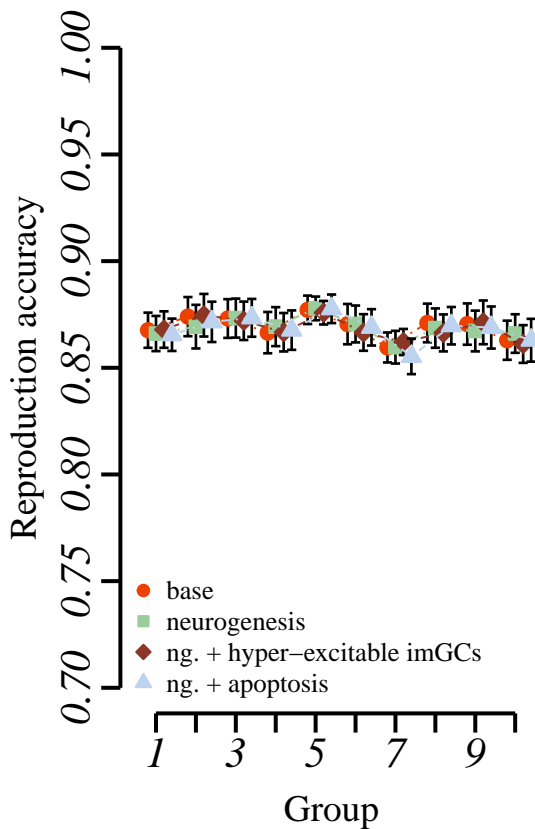 Reproduction accuracy
1.00
0.95
0.90
0.85
0.80
0.75
0.70
base
neurogenesis
ng. + hyper−excitable imGCs
ng. + apoptosis
1 3 5 7 9
Group